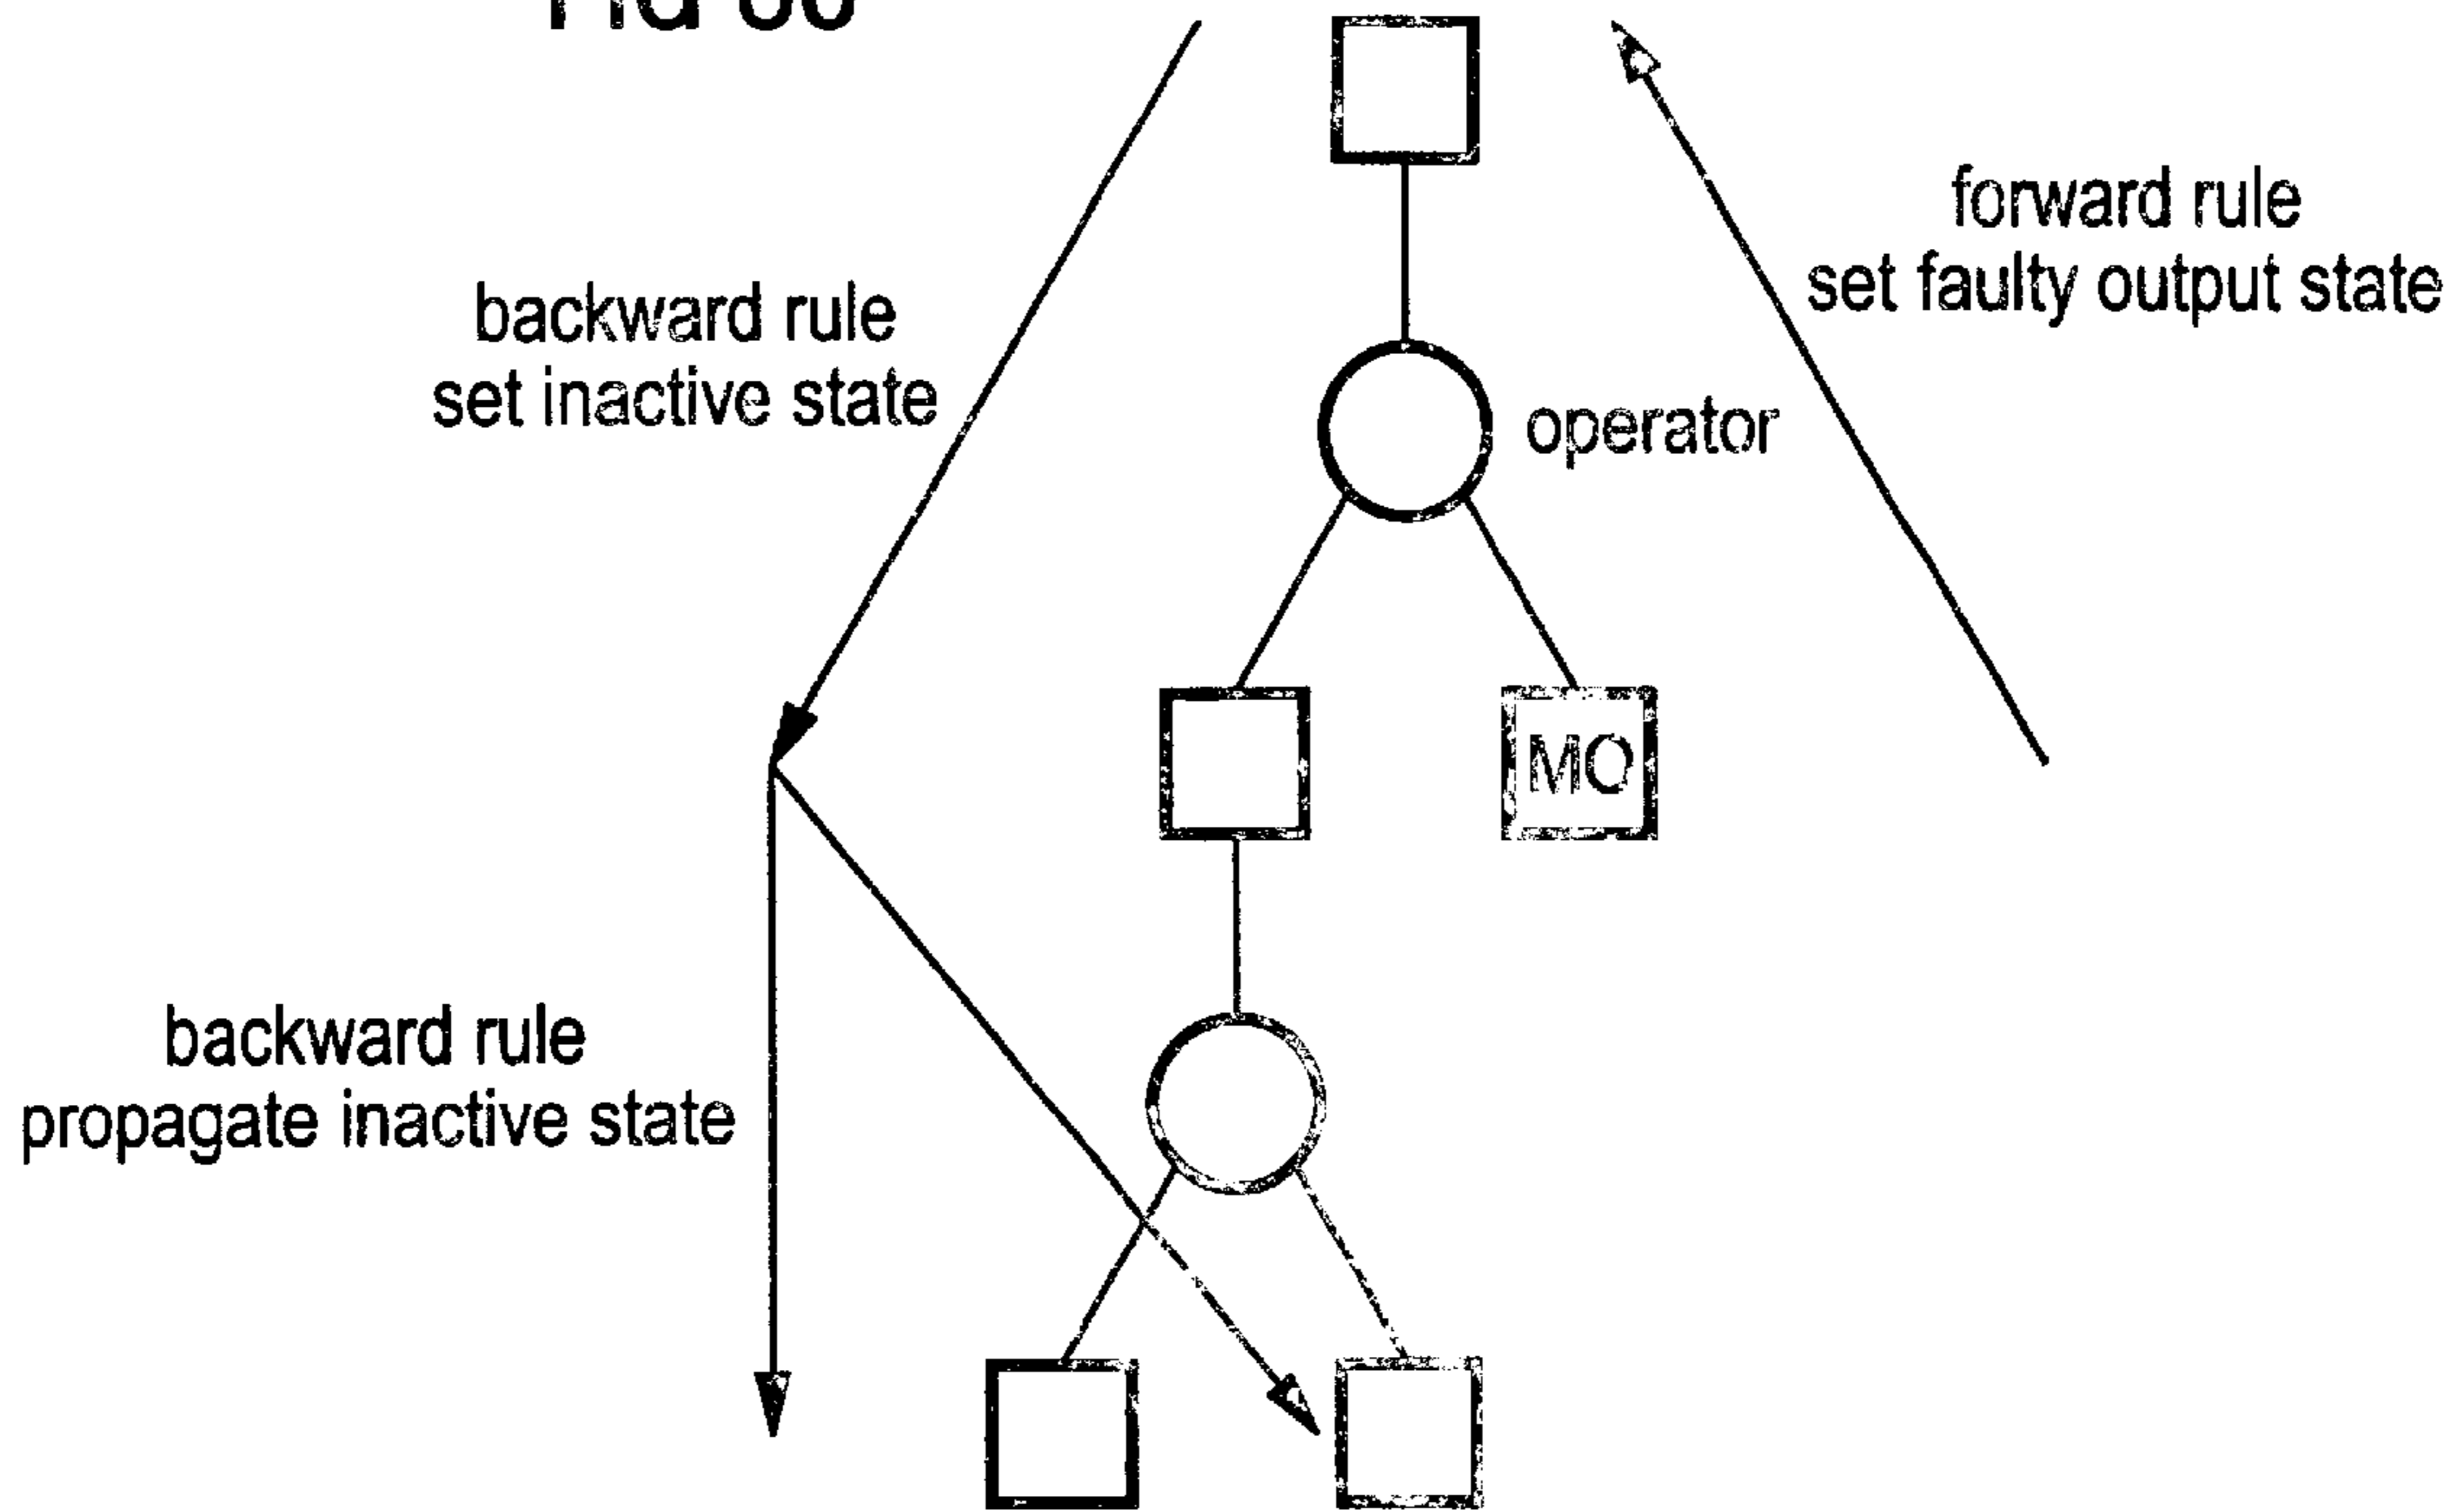 forward rule
set faulty output state
backward rule
set inactive state
operator
MO
backward rule
propagate inactive state